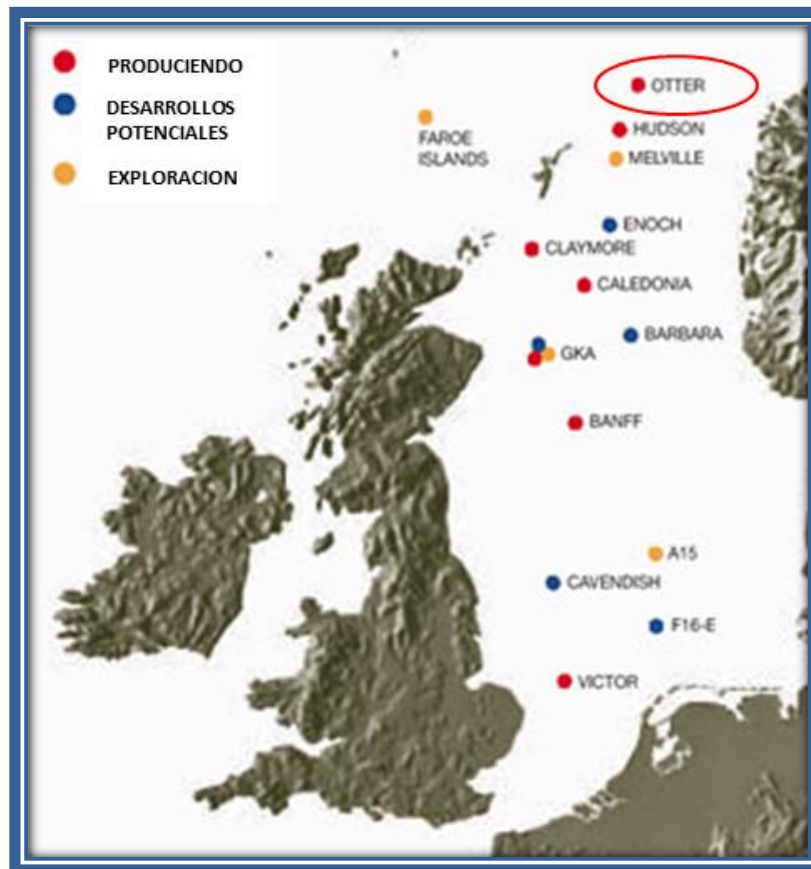 PRODUCIENDO
DESARROLLOS
POTENCIALES
EXPLORACION
OTTER
FAROE
ISLANDS
HUDSON
MELVILLE
ENOCH
CLAYMORE
CALEDONIA
BARBARA
GKA
BANFF
A15
CAVENDISH
F16-E
VICTOR